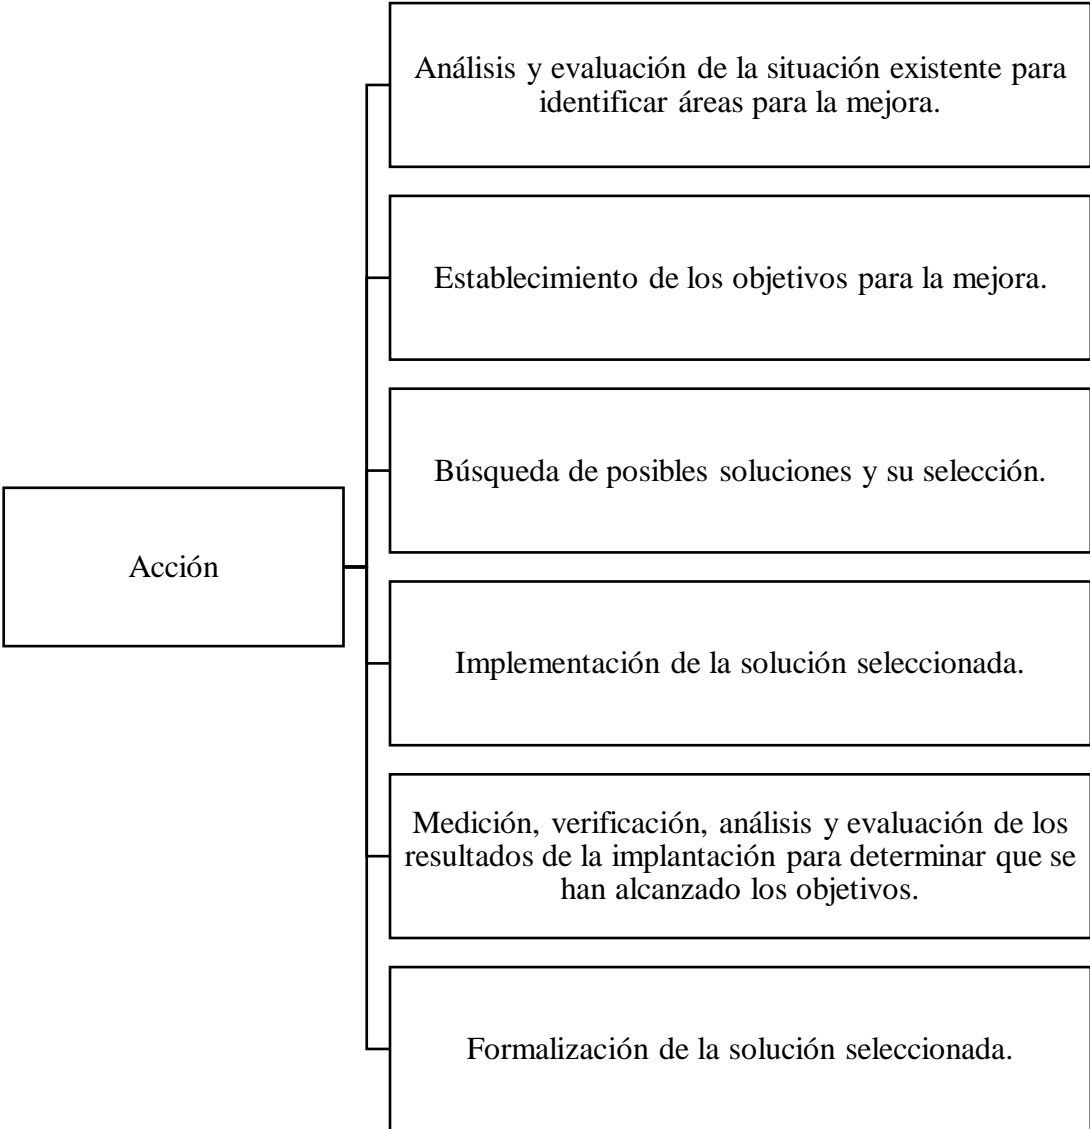 Análisis y evaluación de la situación existente para
identificar áreas para la mejora.
Establecimiento de los objetivos para la mejora.
Búsqueda de posibles soluciones y su selección.
Acción
Implementación de la solución seleccionada.
Medición, verificación, análisis y evaluación de los
resultados de la implantación para determinar que se
han alcanzado los objetivos.
Formalización de la solución seleccionada.